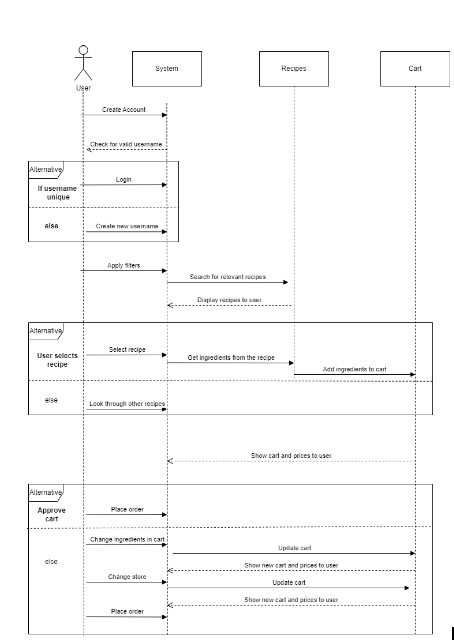 System
Recipes
Cart
User
Create Account
Check for valid username
Alternative
Login
If username
unique
else
Create new username
Apply filters
Search for relevant recipes
Display recipes to user
Alternative
Select recipe
User selects
recipe
Get ingredients from the recipe
Add ingredients to cart
else
Look through other recipes
Show cart and prices to user
Alternative
Approve
cart
Place order
Change ingredients in cart
Update cart
else
Show new cart and prices to user
Change store
Update cart
Show new cart and prices to user
Place order